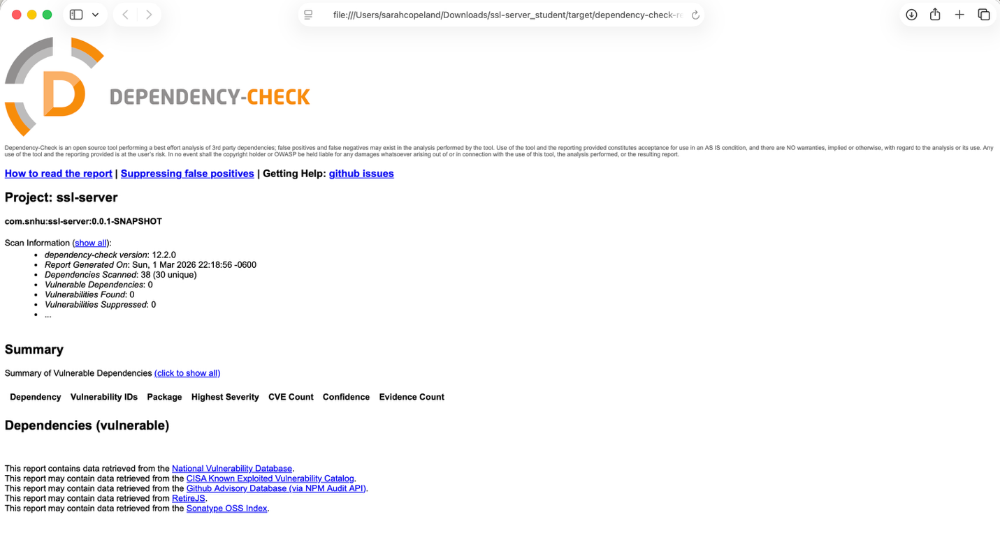 file:///Users/sarahcopeland/Downloads/ssl-server_student/target/dependency-check-re
D
DEPENDENCY-CHECK
Dependency-Check is an open source tool performing a best effort analysis of 3rd party dependencies; false positives and false negatives may exist in the analysis performed by the tool. Use of the tool and the reporting provided constitutes acceptance for use in an AS IS condition, and there are NO warranties, implied or otherwise, with regard to the analysis or its use. Any
use of the tool and the reporting provided is at the user's risk. In no event shall the copyright holder or OWASP be held liable for any damages whatsoever arising out of or in connection with the use of this tool, the analysis performed, or the resulting report.
How to read the report | Suppressing false positives | Getting Help: github issues
Project: ssl-server
com.snhu:ssl-server:0.0.1-SNAPSHOT
Scan Information (show all):
• dependency-check version: 12.2.0
• Report Generated On: Sun, 1 Mar 2026 22:18:56 -0600
• Dependencies Scanned: 38 (30 unique)
• Vulnerable Dependencies: 0
• Vulnerabilities Found: 0
• Vulnerabilities Suppressed: 0
• ...
Summary
Summary of Vulnerable Dependencies (click to show all)
Dependency Vulnerability IDs Package Highest Severity CVE Count Confidence Evidence Count
Dependencies (vulnerable)
This report contains data retrieved from the National Vulnerability Database.
This report may contain data retrieved from the CISA Known Exploited Vulnerability Catalog.
This report may contain data retrieved from the Github Advisory Database (via NPM Audit API).
This report may contain data retrieved from RetireJS.
This report may contain data retrieved from the Sonatype OSS Index.